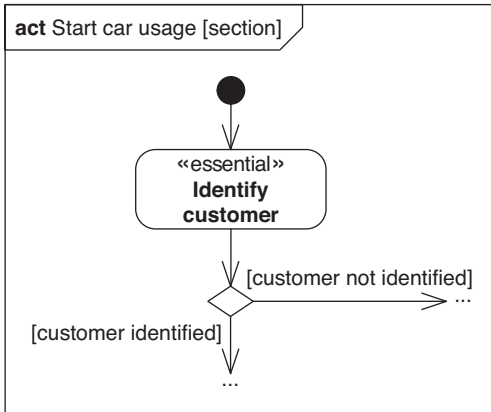 act Start car usage [section]
«essential»
Identify
customer
[customer not identified]
...
[customer identified]
...